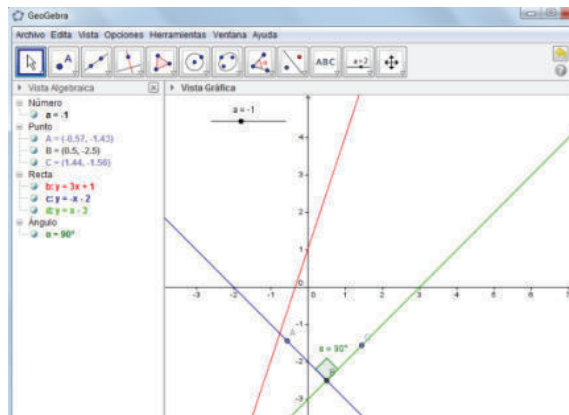 GeoGebra
Archivo Edita Vista Opciones Herramientas Ventana Ayuda
ABC
a=2
Vista Algebraica
Vista Gráfica
Número
a = -1
Punto
A = (-0.57, -1.43)
B = (0.5, -2.5)
C = (1.44, -1.56)
Recta
b: y = 3x + 1
c: y = -x - 2
d: y = x - 3
Ángulo
α = 90°
a = -1
4
3
2
1
-3
-2
-1
0
1
2
3
4
5
6
7
-1
A
C
α = 90°
-2
B
-3